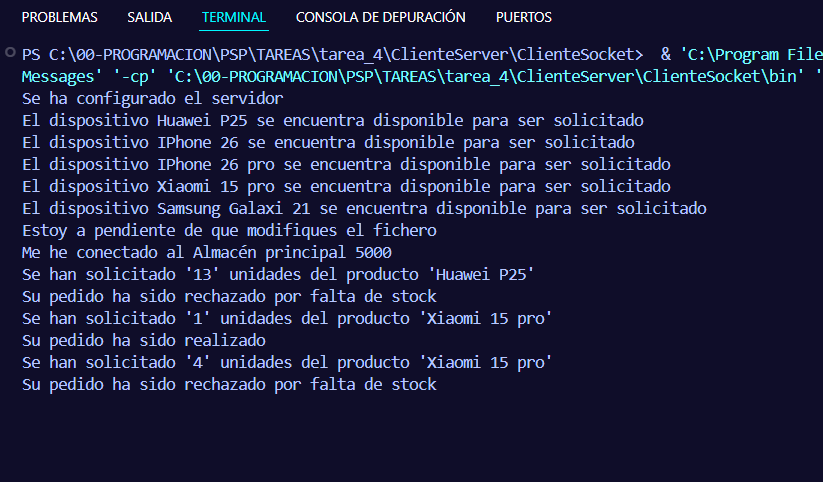 PROBLEMAS SALIDA TERMINAL CONSOLA DE DEPURACIÓN PUERTOS
PS C:\00-PROGRAMACION\PSP\TAREAS\tarea_4\ClienteServer\ClienteSocket> & 'C:\Program File
Messages' '-cp' 'C:\00-PROGRAMACION\PSP\TAREAS\tarea_4\ClienteServer\ClienteSocket\bin' '
Se ha configurado el servidor
El dispositivo Huawei P25 se encuentra disponible para ser solicitado
El dispositivo IPhone 26 se encuentra disponible para ser solicitado
El dispositivo IPhone 26 pro se encuentra disponible para ser solicitado
El dispositivo Xiaomi 15 pro se encuentra disponible para ser solicitado
El dispositivo Samsung Galaxi 21 se encuentra disponible para ser solicitado
Estoy a pendiente de que modifiques el fichero
Me he conectado al Almacén principal 5000
Se han solicitado '13' unidades del producto 'Huawei P25'
Su pedido ha sido rechazado por falta de stock
Se han solicitado '1' unidades del producto 'Xiaomi 15 pro'
Su pedido ha sido realizado
Se han solicitado '4' unidades del producto 'Xiaomi 15 pro'
Su pedido ha sido rechazado por falta de stock